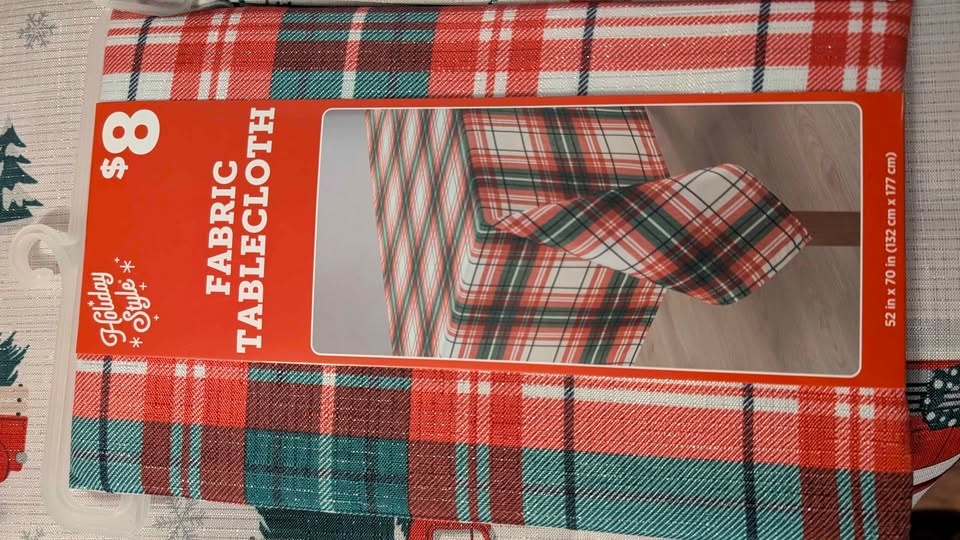 Holiday
Style
$8
FABRIC
TABLECLOTH
52 in x 70 in (132 cm x 177 cm)